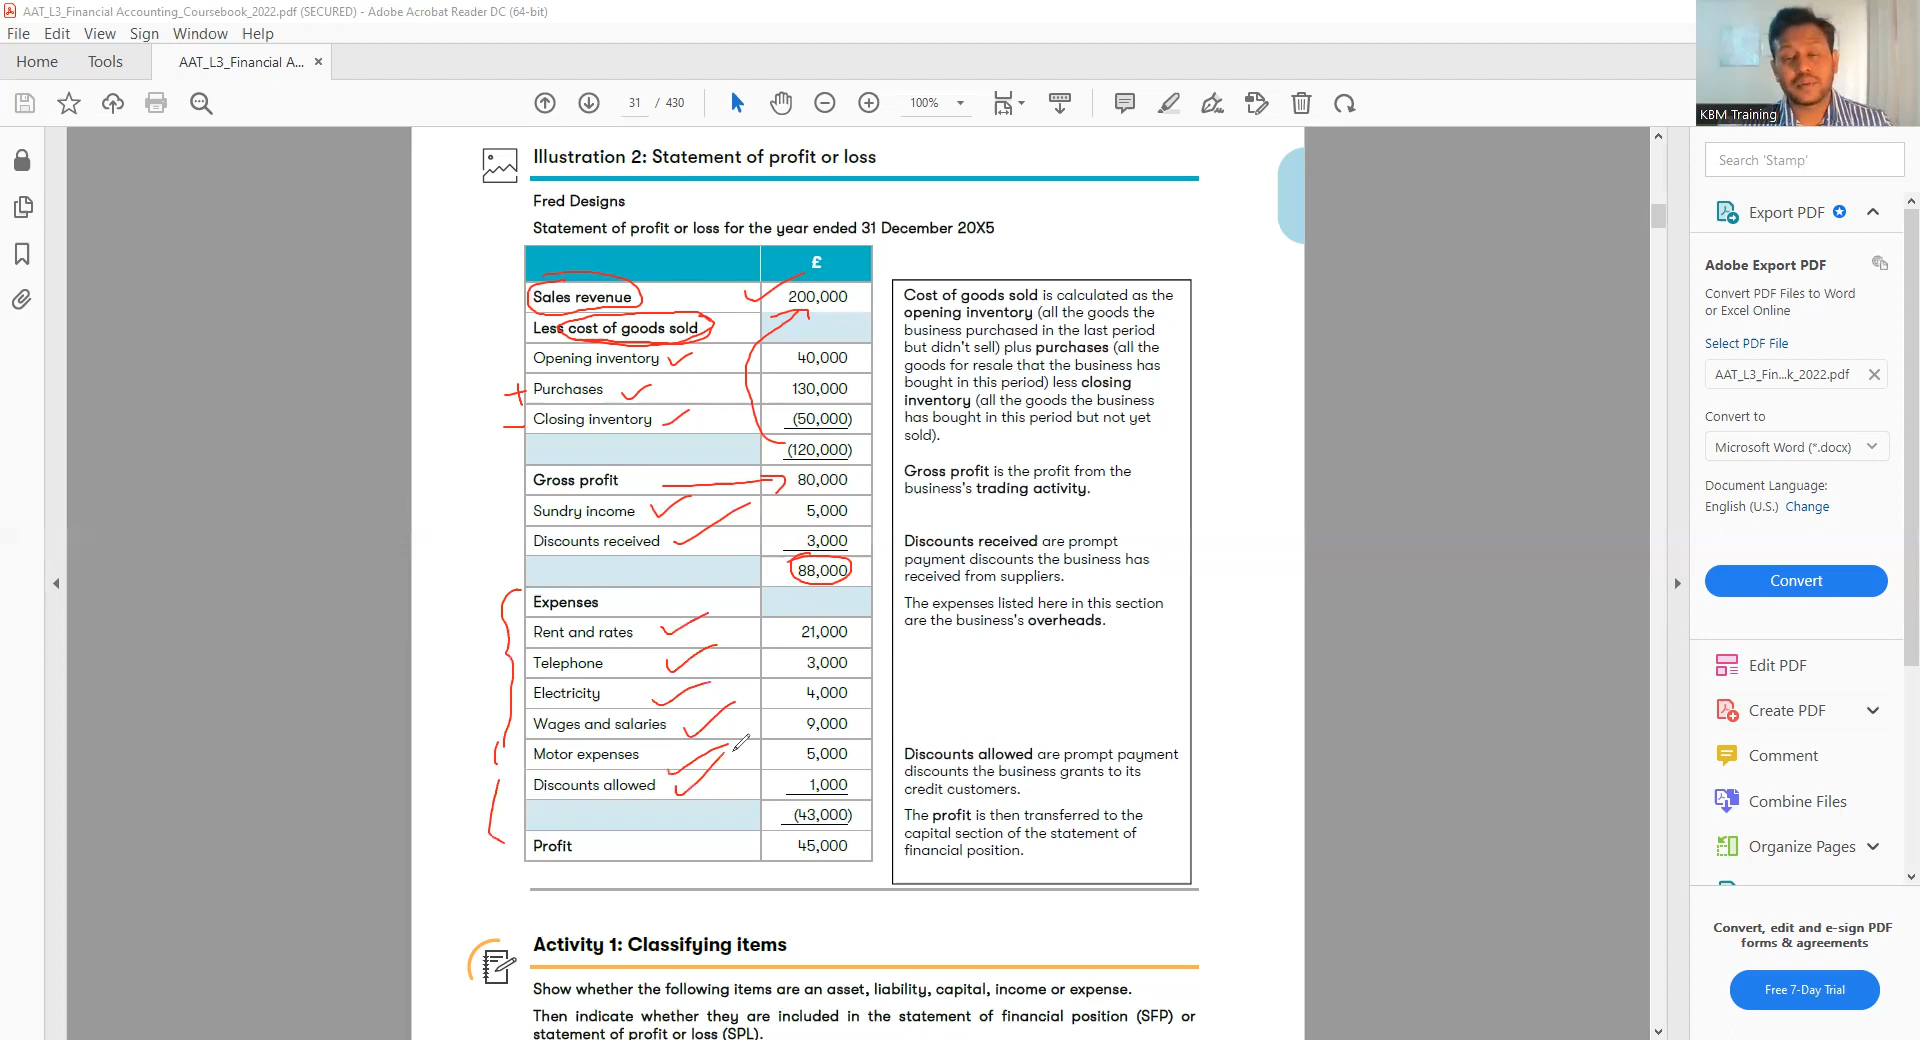 AAT_L3_Financial Accounting_Coursebook_2022.pdf (SECURED) - Adobe Acrobat Reader DC (64-bit)
File Edit View Sign Window Help
Home Tools AAT_L3_Financial A... ×
31 / 430 100%
KBM Training
Illustration 2: Statement of profit or loss
Fred Designs
Statement of profit or loss for the year ended 31 December 20X5
£
Sales revenue 200,000
Less cost of goods sold
Opening inventory 40,000
Purchases 130,000
Closing inventory (50,000)
(120,000)
Gross profit 80,000
Sundry income 5,000
Discounts received 3,000
88,000
Expenses
Rent and rates 21,000
Telephone 3,000
Electricity 4,000
Wages and salaries 9,000
Motor expenses 5,000
Discounts allowed 1,000
(43,000)
Profit 45,000
Cost of goods sold is calculated as the
opening inventory (all the goods the
business purchased in the last period
but didn't sell) plus purchases (all the
goods for resale that the business has
bought in this period) less closing
inventory (all the goods the business
has bought in this period but not yet
sold).
Gross profit is the profit from the
business's trading activity.
Discounts received are prompt
payment discounts the business has
received from suppliers.
The expenses listed here in this section
are the business's overheads.
Discounts allowed are prompt payment
discounts the business grants to its
credit customers.
The profit is then transferred to the
capital section of the statement of
financial position.
Activity 1: Classifying items
Show whether the following items are an asset, liability, capital, income or expense.
Then indicate whether they are included in the statement of financial position (SFP) or
statement of profit or loss (SPL).
Search 'Stamp'
Export PDF
Adobe Export PDF
Convert PDF Files to Word
or Excel Online
Select PDF File
AAT_L3_Fin...k_2022.pdf
Convert to
Microsoft Word (*.docx)
Document Language:
English (U.S.) Change
Convert
Edit PDF
Create PDF
Comment
Combine Files
Organize Pages
Convert, edit and e-sign PDF
forms & agreements
Free 7-Day Trial